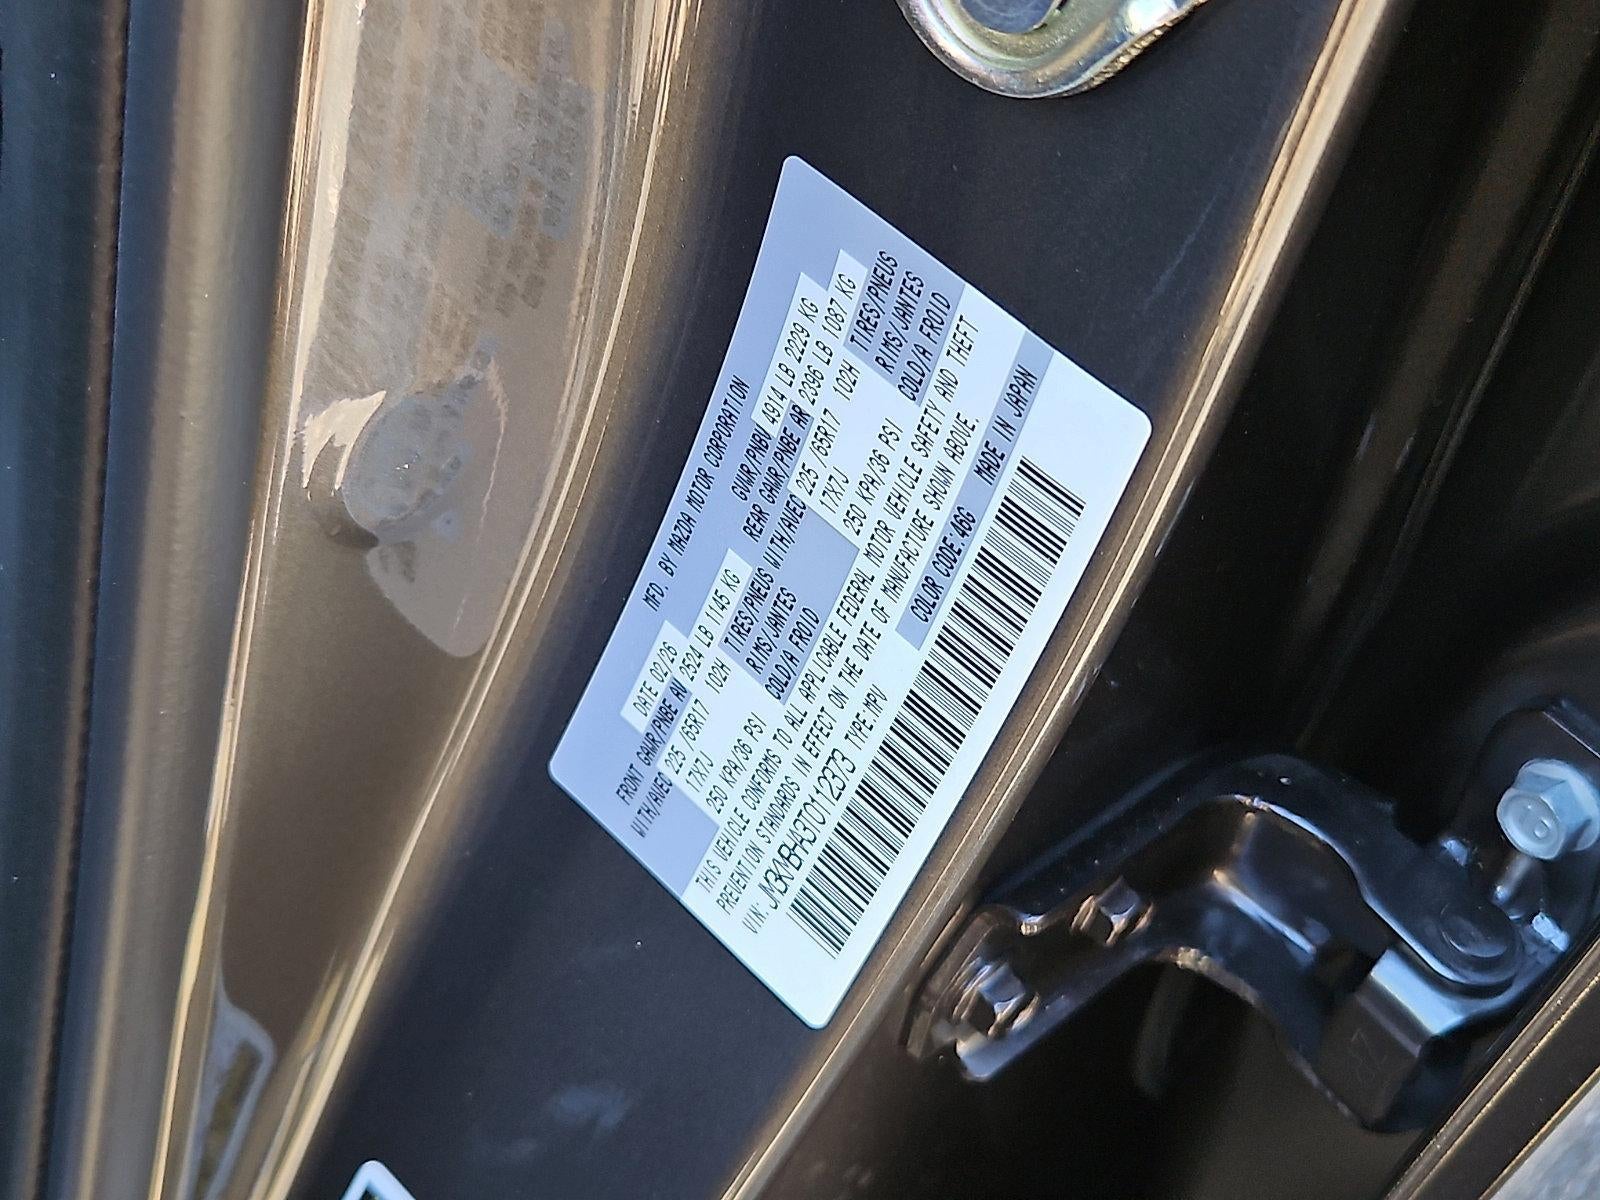 MFD. BY MAZDA MOTOR CORPORATION
DATE 02/26 GVWR/PNBV 4914 LB 2229 KG
FRONT GAWR/PNBE AV 2524 LB 1145 KG REAR GAWR/PNBE AR 2396 LB 1087 KG
WITH/AVEC 225 /65R17 102H TIRES/PNEUS WITH/AVEC 225 /65R17 102H TIRES/PNEUS
17X7J RIMS/JANTES 17X7J RIMS/JANTES
250 KPA/36 PSI COLD/A FROID 250 KPA/36 PSI COLD/A FROID
THIS VEHICLE CONFORMS TO ALL APPLICABLE FEDERAL MOTOR VEHICLE SAFETY AND THEFT
PREVENTION STANDARDS IN EFFECT ON THE DATE OF MANUFACTURE SHOWN ABOVE.
VIN: JM3KMBHA3T0112373 TYPE:MPV COLOR CODE:46G MADE IN JAPAN